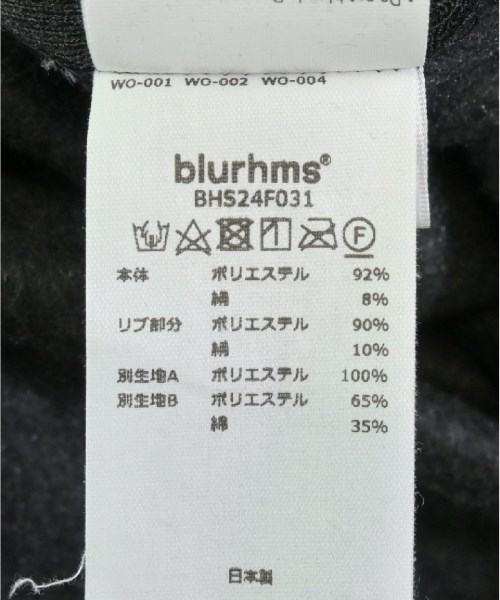 WO-001 WO-002 WO-004
blurhms®
BHS24F031
F
本体 ポリエステル 92%
絹 8%
リブ部分 ポリエステル 90%
絹 10%
別生地A ポリエステル 100%
別生地B ポリエステル 65%
綿 35%
日本製